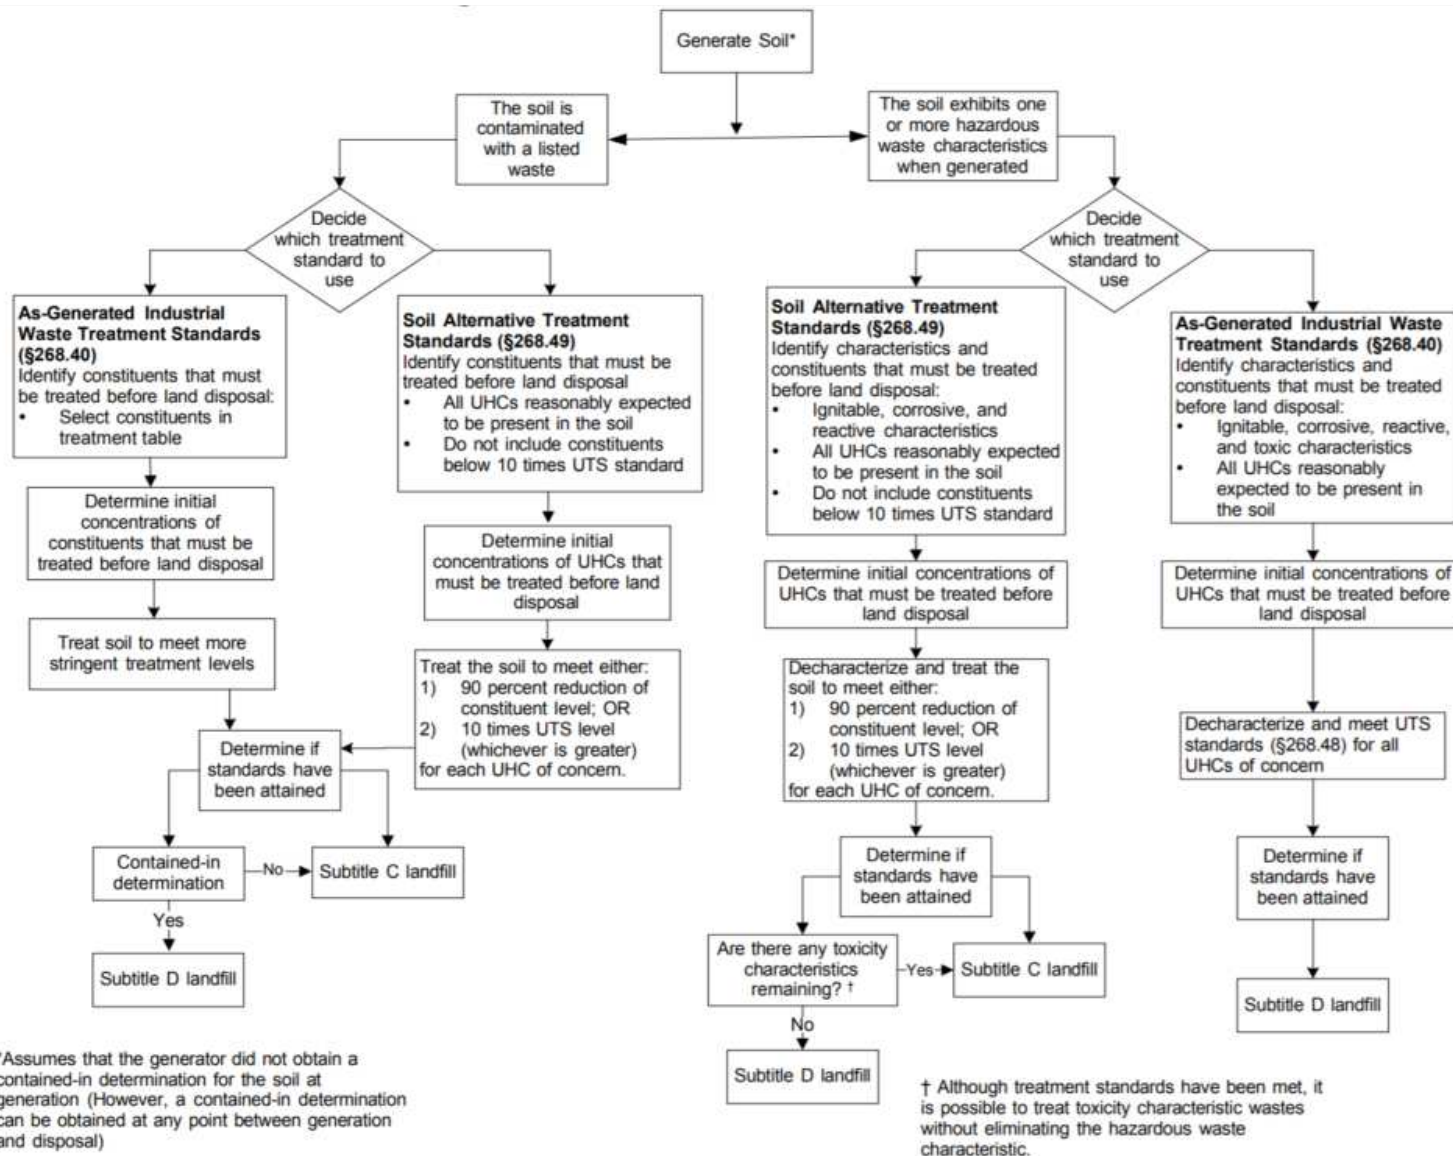 Generate Soil*
The soil is
contaminated
with a listed
waste
The soil exhibits one
or more hazardous
waste characteristics
when generated
Decide
which treatment
standard to
use
Decide
which treatment
standard to
use
As-Generated Industrial
Waste Treatment Standards
(§268.40)
Identify constituents that must
be treated before land disposal:
• Select constituents in
treatment table
Soil Alternative Treatment
Standards (§268.49)
Identify constituents that must be
treated before land disposal
• All UHCs reasonably expected
to be present in the soil
• Do not include constituents
below 10 times UTS standard
Soil Alternative Treatment
Standards (§268.49)
Identify characteristics and
constituents that must be treated
before land disposal:
• Ignitable, corrosive, and
reactive characteristics
• All UHCs reasonably expected
to be present in the soil
• Do not include constituents
below 10 times UTS standard
As-Generated Industrial Waste
Treatment Standards (§268.40)
Identify characteristics and
constituents that must be treated
before land disposal:
• Ignitable, corrosive, reactive,
and toxic characteristics
• All UHCs reasonably
expected to be present in
the soil
Determine initial
concentrations of
constituents that must be
treated before land disposal
Determine initial
concentrations of UHCs that
must be treated before land
disposal
Determine initial concentrations of
UHCs that must be treated before
land disposal
Determine initial concentrations of
UHCs that must be treated before
land disposal
Treat soil to meet more
stringent treatment levels
Treat the soil to meet either:
1) 90 percent reduction of
constituent level; OR
2) 10 times UTS level
(whichever is greater)
for each UHC of concern.
Decharacterize and treat the
soil to meet either:
1) 90 percent reduction of
constituent level; OR
2) 10 times UTS level
(whichever is greater)
for each UHC of concern.
Decharacterize and meet UTS
standards (§268.48) for all
UHCs of concern
Determine if
standards have
been attained
Determine if
standards have
been attained
Determine if
standards have
been attained
Contained-in
determination
No
Subtitle C landfill
Yes
Subtitle D landfill
Are there any toxicity
characteristics
remaining? †
Yes
Subtitle C landfill
No
Subtitle D landfill
Subtitle D landfill
*Assumes that the generator did not obtain a
contained-in determination for the soil at
generation (However, a contained-in determination
can be obtained at any point between generation
and disposal)
† Although treatment standards have been met, it
is possible to treat toxicity characteristic wastes
without eliminating the hazardous waste
characteristic.